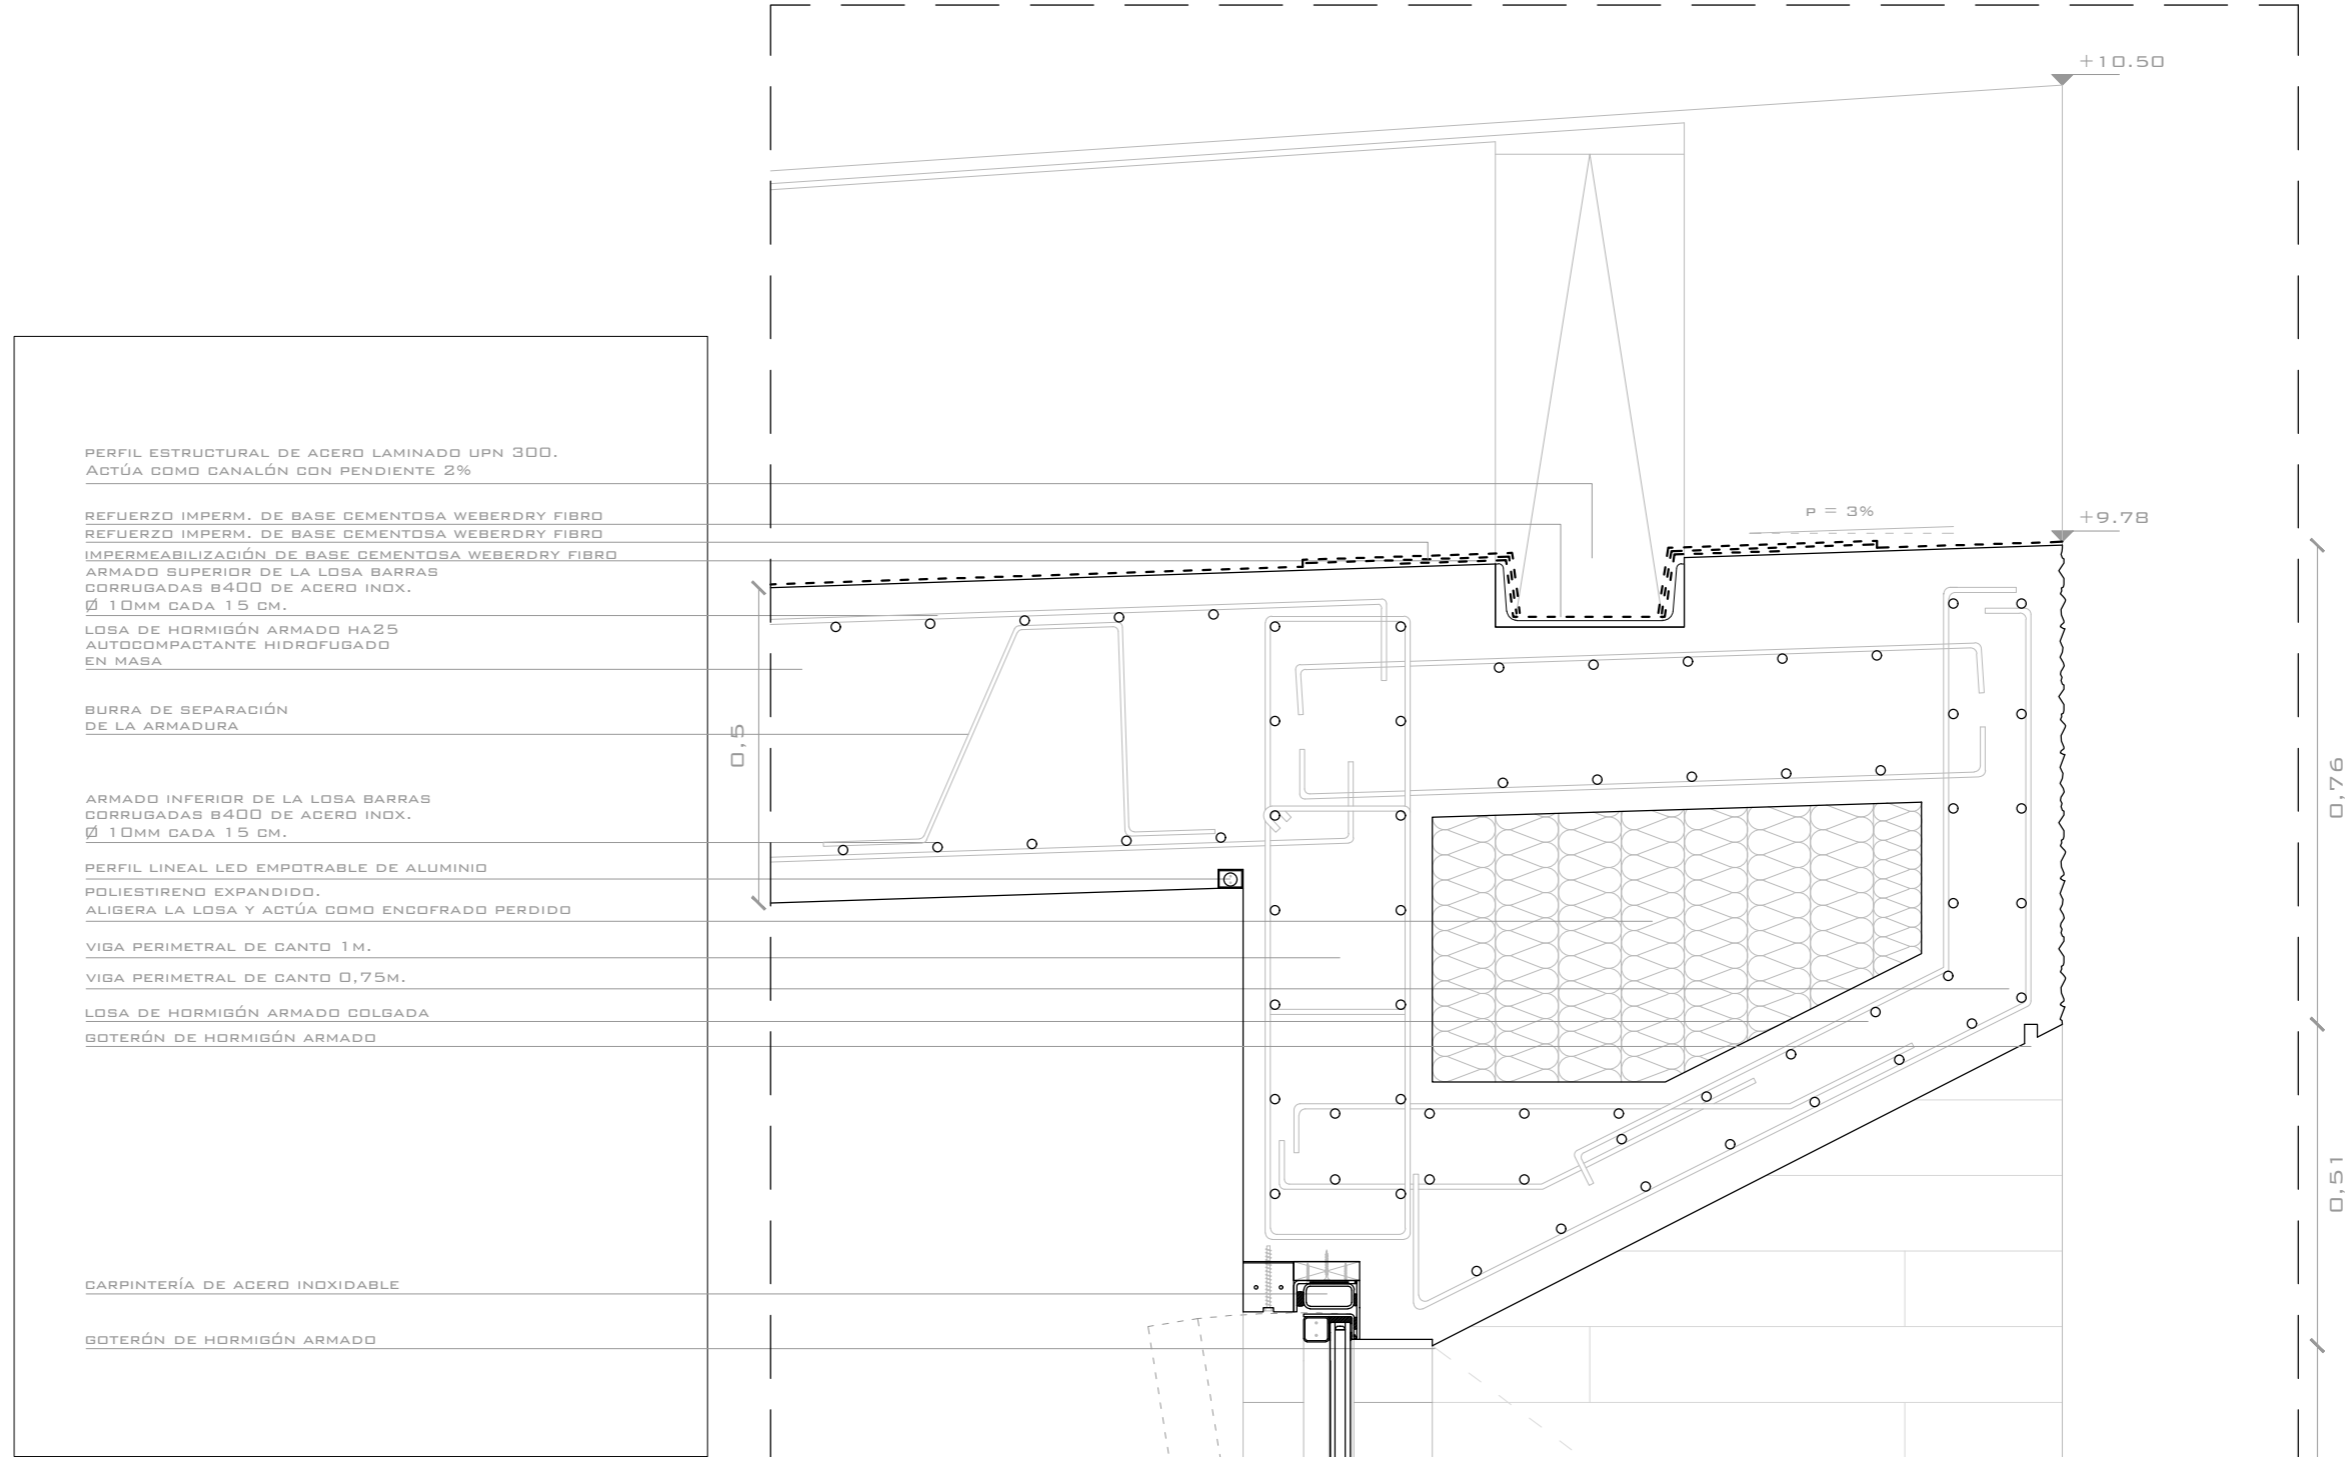 PERFIL ESTRUCTURAL DE ACERO LAMINADO UPN 300.
ACTÚA COMO CANALÓN CON PENDIENTE 2%
REFUERZO IMPERM. DE BASE CEMENTOSA WEBERDRY FIBRO
REFUERZO IMPERM. DE BASE CEMENTOSA WEBERDRY FIBRO
IMPERMEABILIZACIÓN DE BASE CEMENTOSA WEBERDRY FIBRO
ARMADO SUPERIOR DE LA LOSA BARRAS
CORRUGADAS B400 DE ACERO INOX.
Ø 10MM CADA 15 CM.
LOSA DE HORMIGÓN ARMADO HA25
AUTOCOMPACTANTE HIDROFUGADO
EN MASA
BURRA DE SEPARACIÓN
DE LA ARMADURA
ARMADO INFERIOR DE LA LOSA BARRAS
CORRUGADAS B400 DE ACERO INOX.
Ø 10MM CADA 15 CM.
PERFIL LINEAL LED EMPOTRABLE DE ALUMINIO
POLIESTIRENO EXPANDIDO.
ALIGERA LA LOSA Y ACTÚA COMO ENCOFRADO PERDIDO
VIGA PERIMETRAL DE CANTO 1M.
VIGA PERIMETRAL DE CANTO 0,75M.
LOSA DE HORMIGÓN ARMADO COLGADA
GOTERÓN DE HORMIGÓN ARMADO
CARPINTERÍA DE ACERO INOXIDABLE
GOTERÓN DE HORMIGÓN ARMADO
0,5
+10.50
P = 3%
+9.78
0,76
0,51